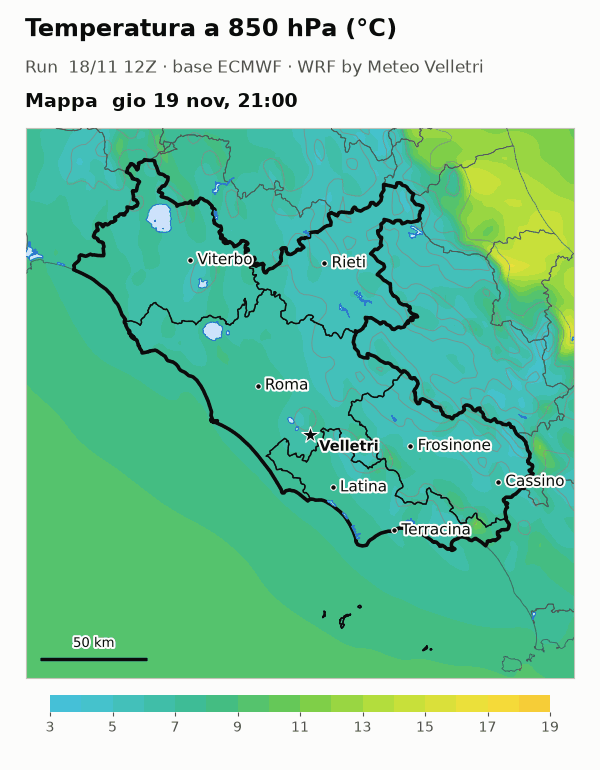 Temperatura a 850 hPa (°C)
Run  18/11 12Z · base ECMWF · WRF by Meteo Velletri
Mappa  gio 19 nov, 21:00
Viterbo
Rieti
Roma
Velletri
Frosinone
Latina
Cassino
Terracina
50 km
3 5 7 9 11 13 15 17 19